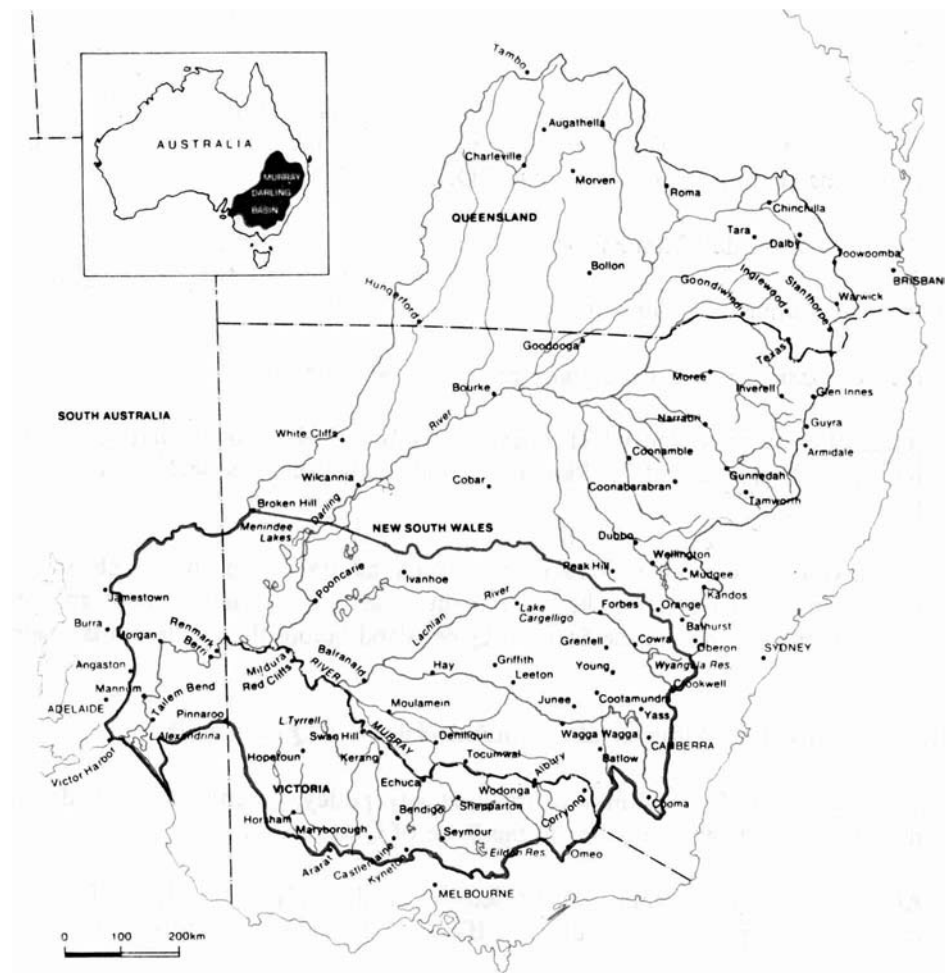 Tambo
AUSTRALIA
MURRAY
DARLING
BASIN
Augathella
Charleville
Morven
Roma
QUEENSLAND
Chinchilla
Tara
Dalby
Toowoomba
BRISBANE
Bollon
Goondiwindi
Inglewood
Stanthorpe
Warwick
Hungerford
Goodooga
Texas
Bourke
Moree
Inverell
Glen Innes
SOUTH AUSTRALIA
River
Narrabri
Guyra
White Cliffs
Armidale
Coonamble
Wilcannia
Cobar
Coonabarabran
Gunnedah
Tamworth
Broken Hill
Darling
Menindee
Lakes
NEW SOUTH WALES
Dubbo
Wellington
Peak Hill
Mudgee
Ivanhoe
Pooncarie
Kandos
Jamestown
River
Lake
Cargelligo
Forbes
Orange
Bathurst
Burra
Morgan
Renmark
Berri
Lachlan
Grenfell
Cowra
Oberon
SYDNEY
Mildura
Red Cliffs
RIVER
Balranald
Hay
Griffith
Young
Wyangala Res.
Angaston
Leeton
Crookwell
Mannum
Tailem Bend
Junee
Cootamundra
ADELAIDE
Pinnaroo
Moulamein
Yass
L.Alexandrina
L.Tyrrell
Swan Hill
MURRAY
Deniliquin
Wagga Wagga
CANBERRA
Victor Harbor
Hopetoun
Kerang
Tocumwal
Albury
Batlow
Echuca
Wodonga
VICTORIA
Shepparton
Corryong
Cooma
Horsham
Bendigo
Maryborough
Seymour
Ararat
Castlemaine
Kyneton
Eildon Res.
Omeo
MELBOURNE
0 100 200km